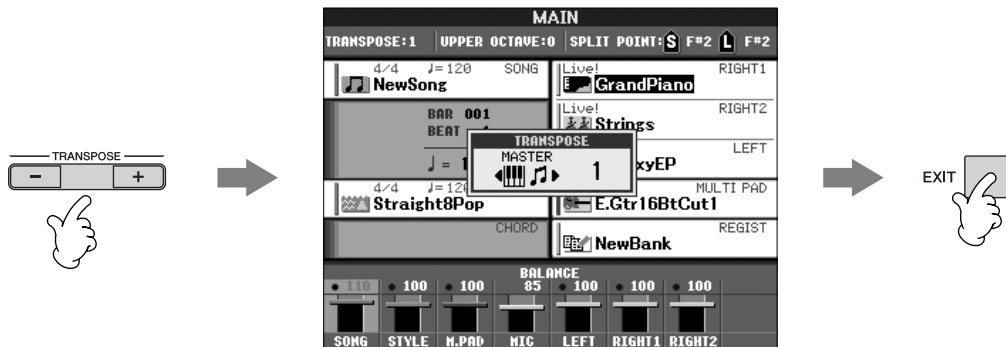 TRANSPOSE
- +
MAIN
TRANSPOSE:1 UPPER OCTAVE:0 SPLIT POINT: S F#2 L F#2
4/4 ♩=120 SONG
NewSong
BAR 001
BEAT
♩ = 1
4/4 ♩=120
Straight8Pop
CHORD
Live! RIGHT1
GrandPiano
Live! RIGHT2
Strings
LEFT
xyEP
MULTI PAD
E.Gtr16BtCut1
REGIST
NewBank
TRANSPOSE
MASTER
1
BALANCE
110 100 100 85 100 100 100
SONG STYLE M.PAD MIC LEFT RIGHT1 RIGHT2
EXIT